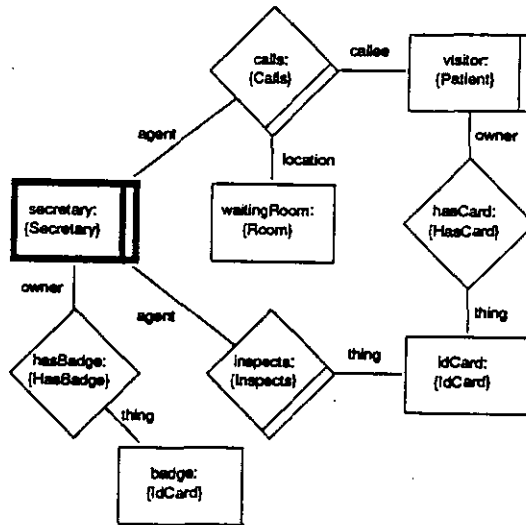 calls:
{Calls}
callee
visitor:
{Patient}
agent
owner
location
secretary:
{Secretary}
waitingRoom:
{Room}
hasCard:
{HasCard}
owner
agent
thing
hasBadge:
{HasBadge}
inspects:
{Inspects}
thing
idCard:
{IdCard}
thing
badge:
{IdCard}